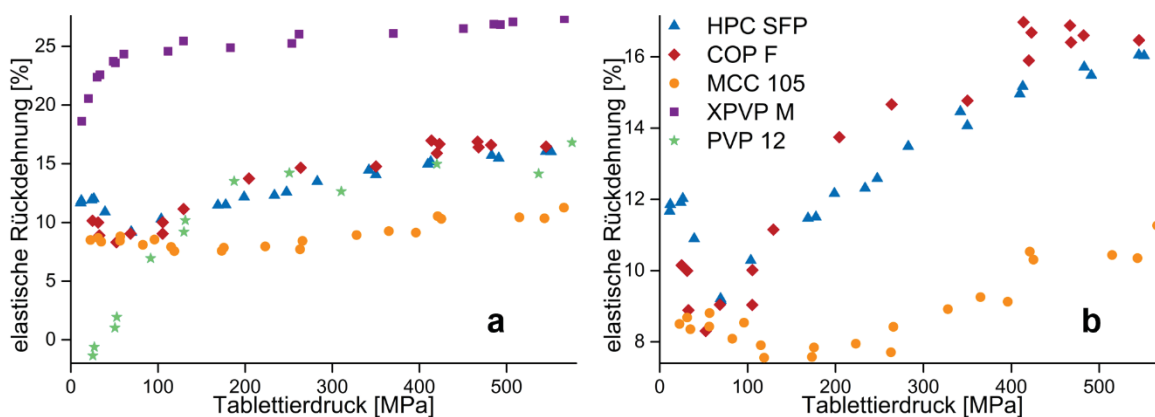 elastische Rückdehnung [%]
25
20
15
10
5
0
a
0 100 200 300 400 500
Tablettierdruck [MPa]
elastische Rückdehnung [%]
16
14
12
10
8
HPC SFP
COP F
MCC 105
XPVP M
PVP 12
b
0 100 200 300 400 500
Tablettierdruck [MPa]